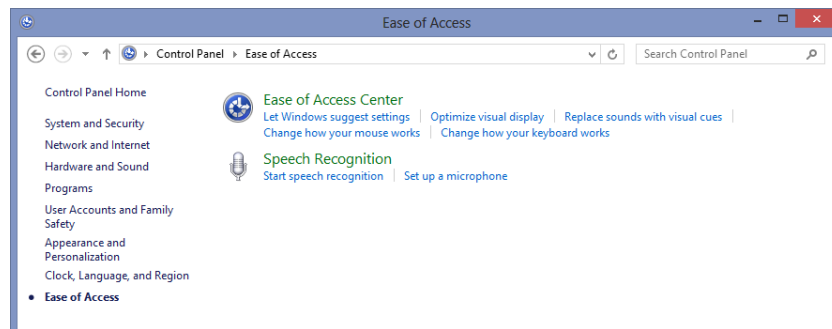 Ease of Access
Control Panel Ease of Access
Search Control Panel
Control Panel Home
System and Security
Network and Internet
Hardware and Sound
Programs
User Accounts and Family
Safety
Appearance and
Personalization
Clock, Language, and Region
Ease of Access
Ease of Access Center
Let Windows suggest settings Optimize visual display Replace sounds with visual cues
Change how your mouse works Change how your keyboard works
Speech Recognition
Start speech recognition Set up a microphone